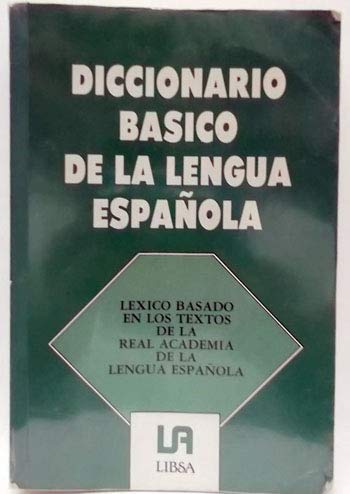 DICCIONARIO
BASICO
DE LA LENGUA
ESPAÑOLA
LEXICO BASADO
EN LOS TEXTOS
DE LA
REAL ACADEMIA
DE LA
LENGUA ESPAÑOLA
LA
LIBSA